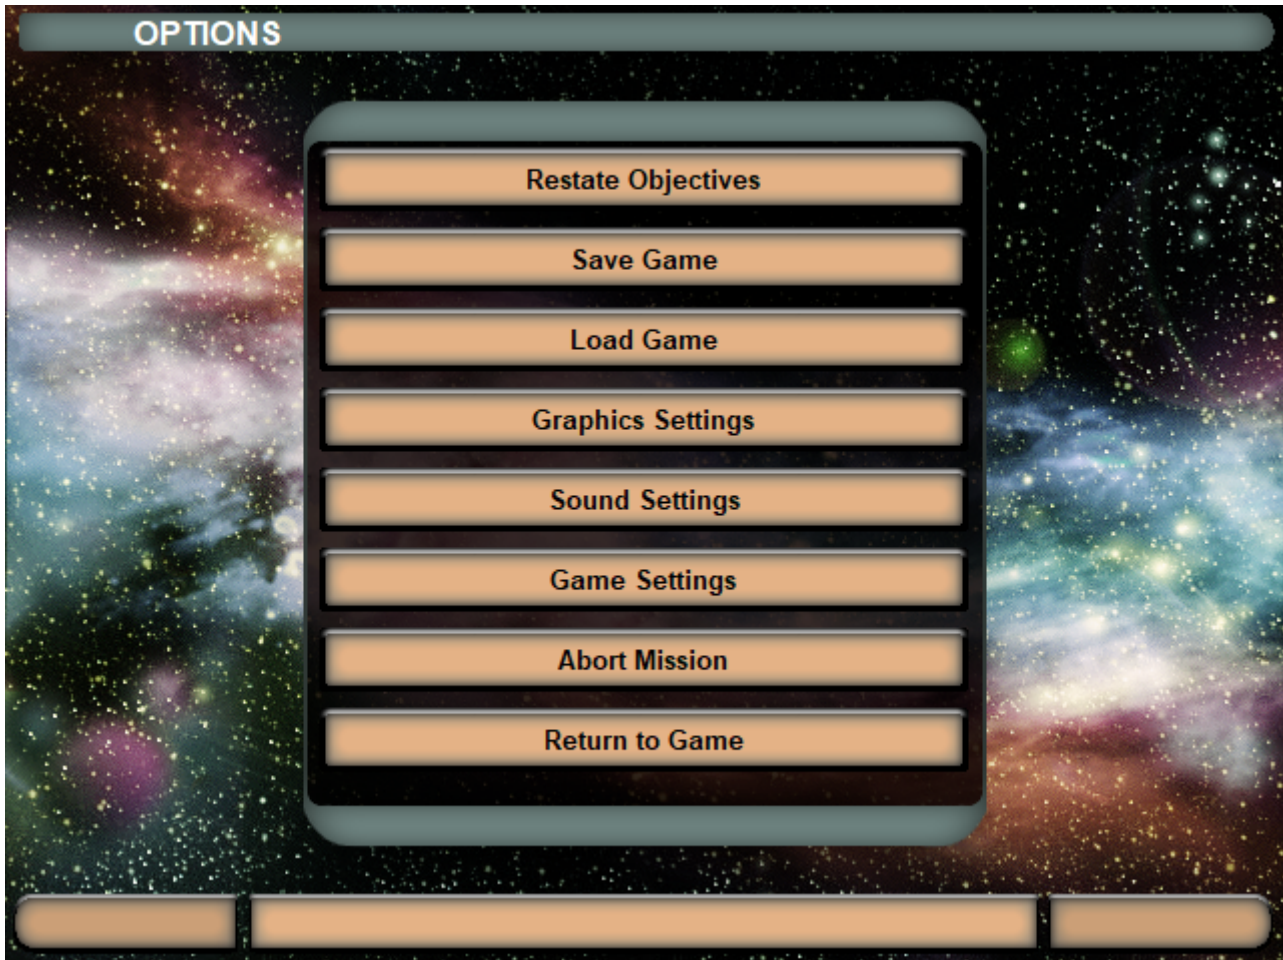 OPTIONS
Restate Objectives
Save Game
Load Game
Graphics Settings
Sound Settings
Game Settings
Abort Mission
Return to Game